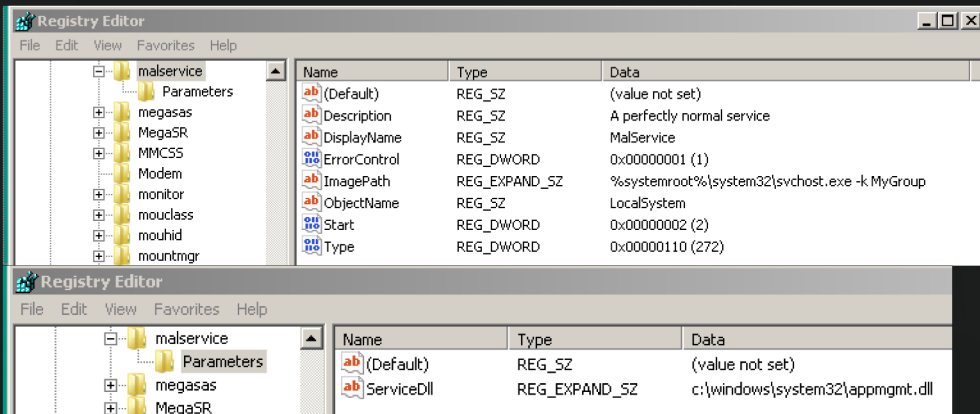 Registry Editor
File Edit View Favorites Help
malservice
Parameters
megasas
MegaSR
MMCSS
Modem
monitor
mouclass
mouhid
mountmgr
Name Type Data
(Default) REG_SZ (value not set)
Description REG_SZ A perfectly normal service
DisplayName REG_SZ MalService
ErrorControl REG_DWORD 0x00000001 (1)
ImagePath REG_EXPAND_SZ %systemroot%\system32\svchost.exe -k MyGroup
ObjectName REG_SZ LocalSystem
Start REG_DWORD 0x00000002 (2)
Type REG_DWORD 0x00000110 (272)
Registry Editor
File Edit View Favorites Help
malservice
Parameters
megasas
MegaSR
Name Type Data
(Default) REG_SZ (value not set)
ServiceDll REG_EXPAND_SZ c:\windows\system32\appmgmt.dll